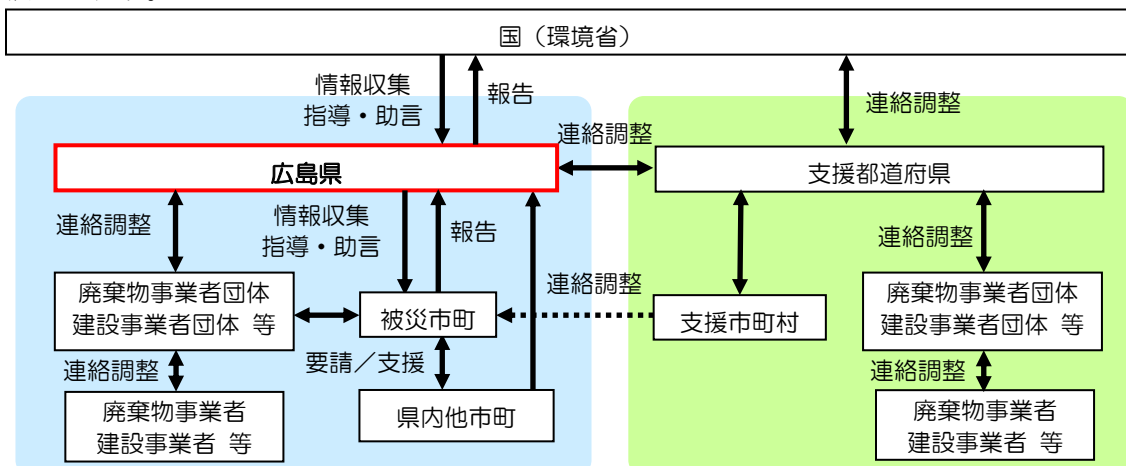 国（環境省）
情報収集
指導・助言
報告
連絡調整
連絡調整
広島県
支援都道府県
連絡調整
情報収集
指導・助言
報告
連絡調整
連絡調整
廃棄物事業者団体
建設事業者団体 等
被災市町
支援市町村
廃棄物事業者団体
建設事業者団体 等
連絡調整
要請／支援
連絡調整
廃棄物事業者
建設事業者 等
県内他市町
廃棄物事業者
建設事業者 等